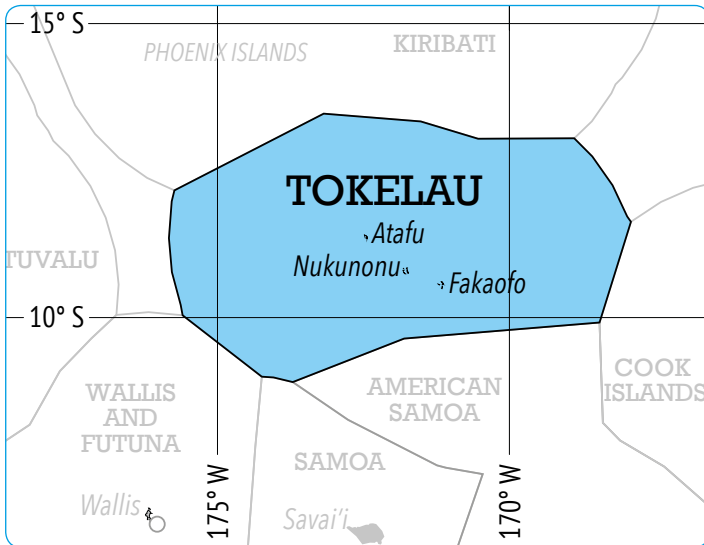 15° S
KIRIBATI
PHOENIX ISLANDS
TOKELAU
Atafu
TUVALU
Nukunonu
Fakaofo
10° S
WALLIS
AND
FUTUNA
AMERICAN
SAMOA
COOK
ISLANDS
SAMOA
175° W
170° W
Wallis
Savai'i